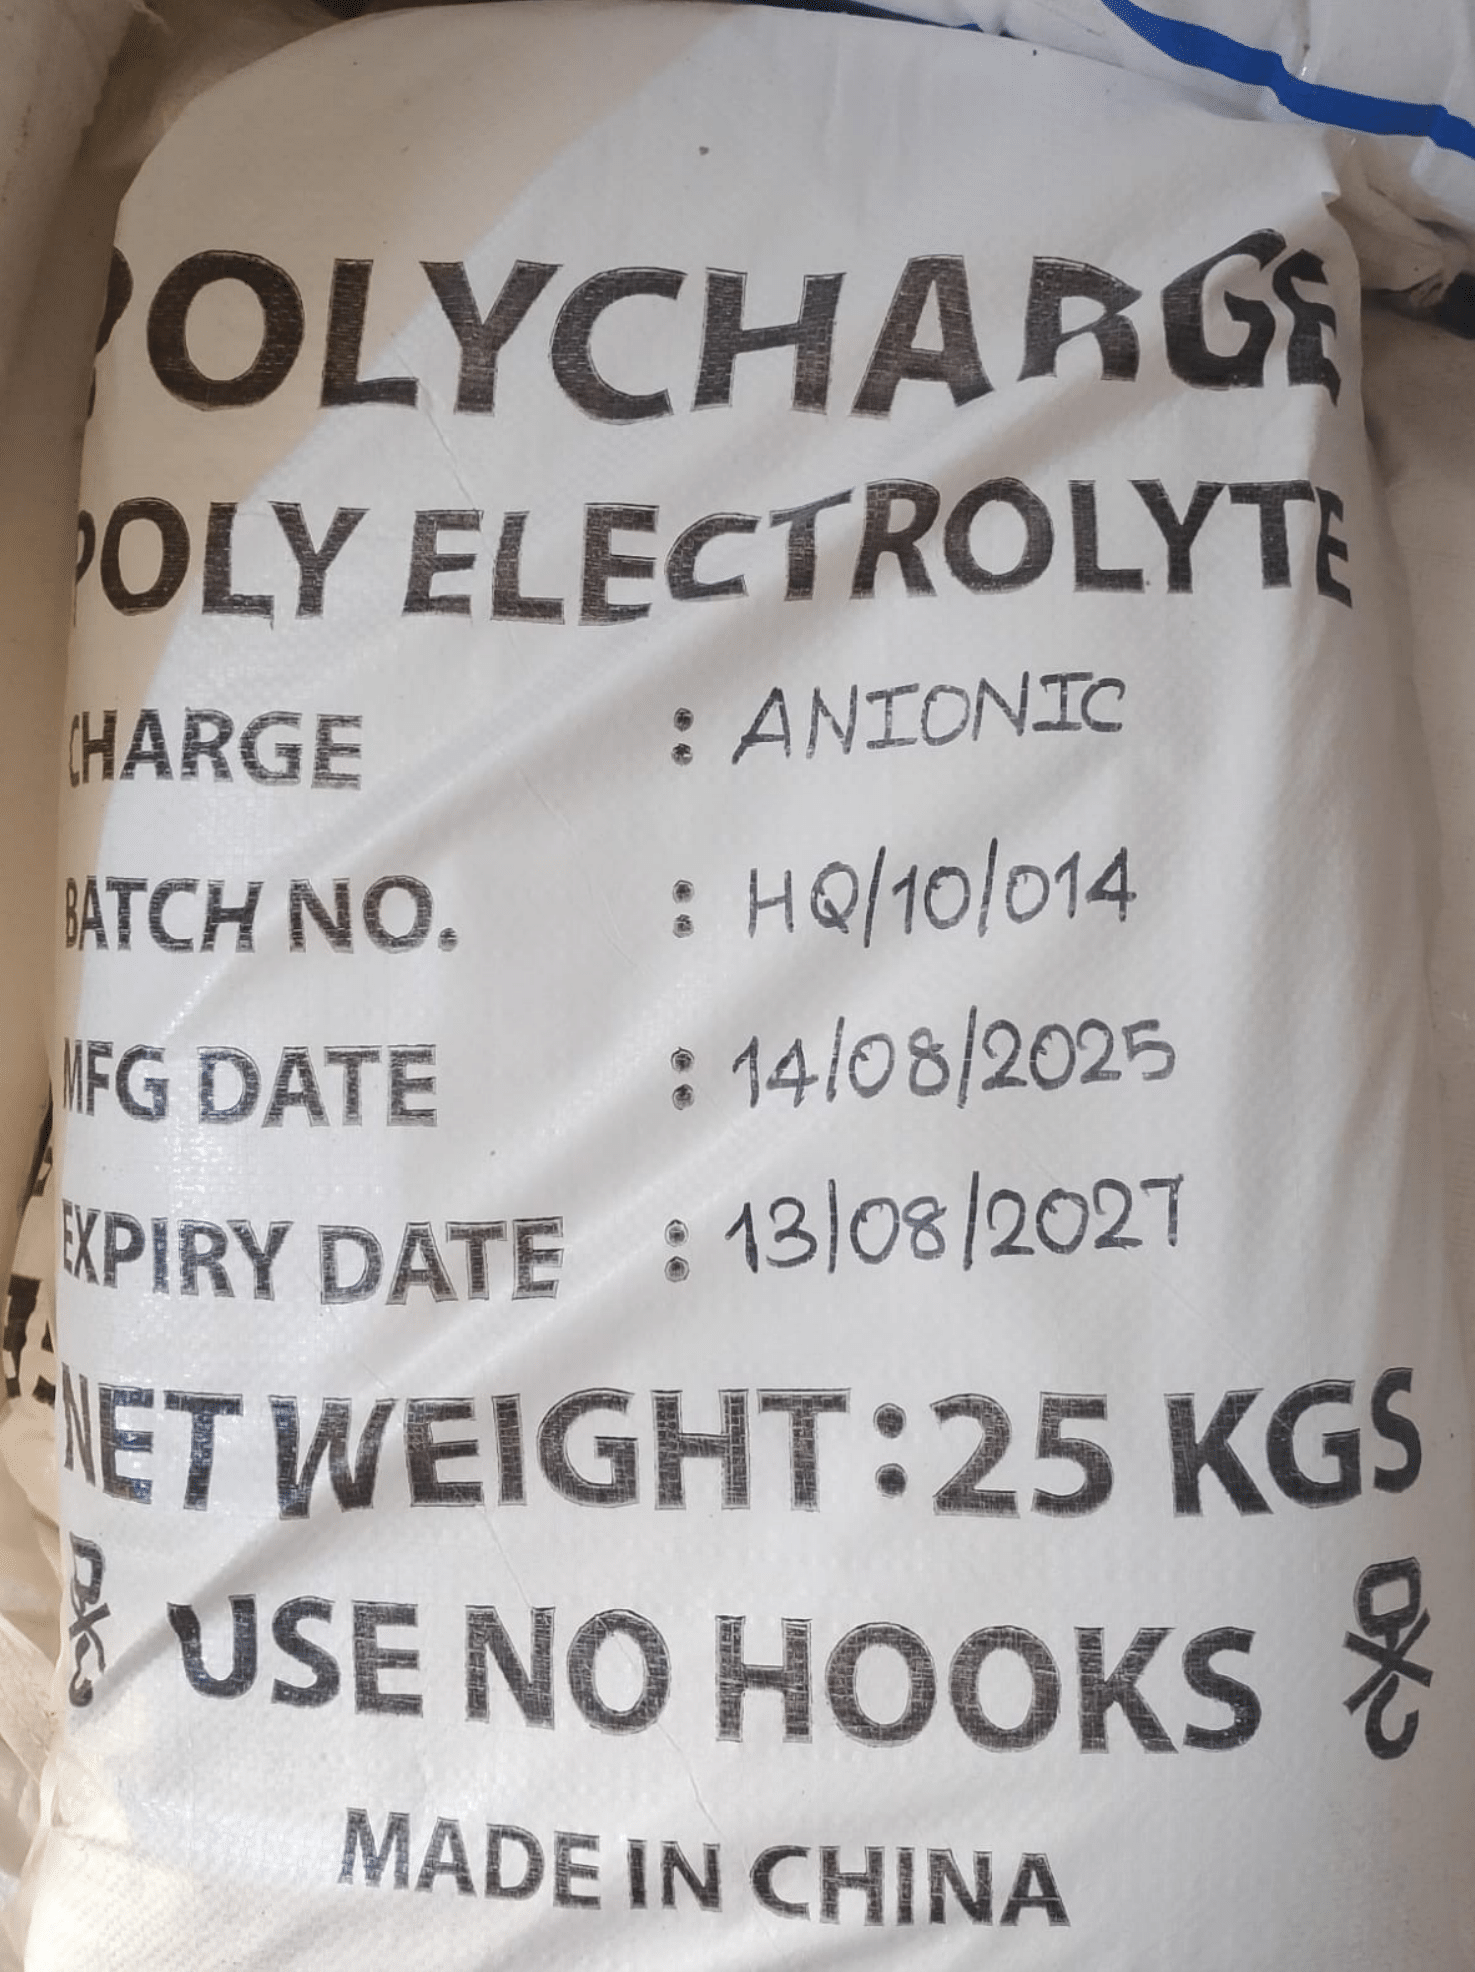 POLYCHARGE
POLY ELECTROLYTE
CHARGE : ANIONIC
BATCH NO. : HQ/10/014
MFG DATE : 14/08/2025
EXPIRY DATE : 13/08/2027
NET WEIGHT : 25 KGS
USE NO HOOKS
MADE IN CHINA